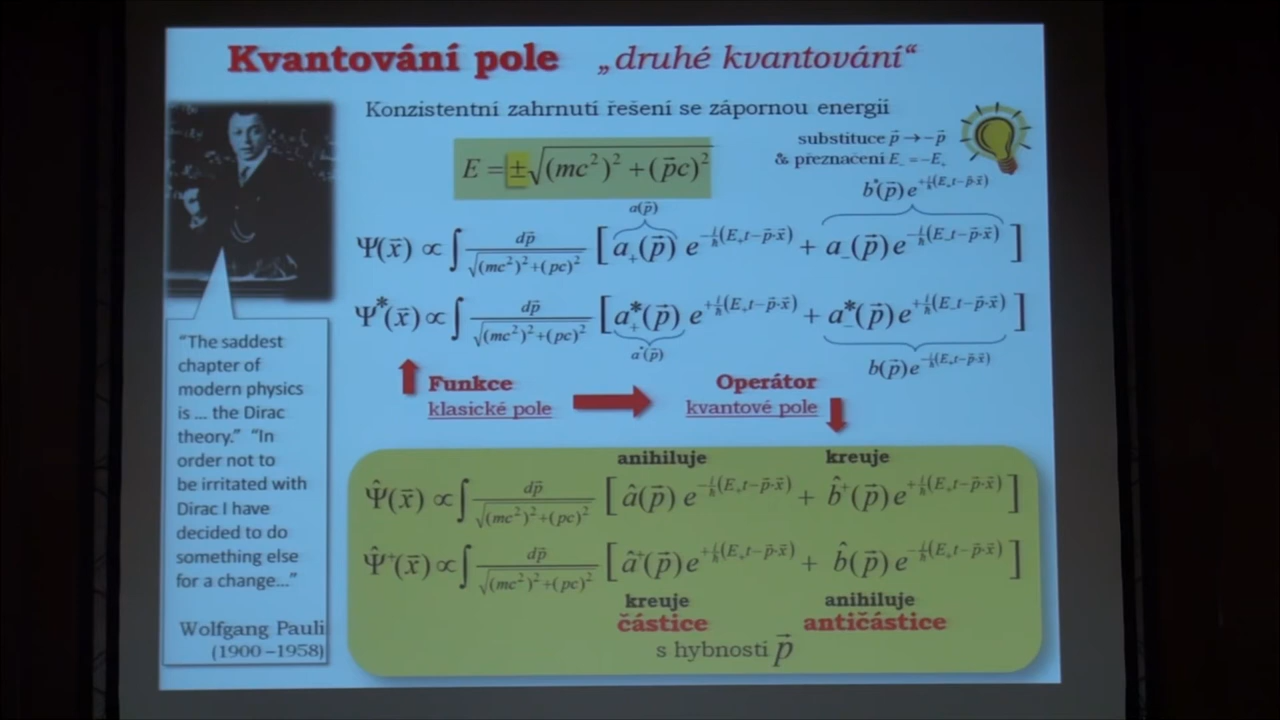 Kvantování pole „druhé kvantování“
Konzistentní zahrnutí řešení se zápornou energií
E = ±√(mc²)² + (p⃗c)²
substituce p⃗ → −p⃗
& přeznačení E₋ = −E₊
b*(p⃗) e^{+i/ħ(E₊t−p⃗·x⃗)}
a(p⃗)
Ψ(x⃗) ∝ ∫ dp⃗/√(mc²)²+(pc)² [a₊(p⃗) e^{−i/ħ(E₊t−p⃗·x⃗)} + a₋(p⃗) e^{−i/ħ(E₋t−p⃗·x⃗)}]
Ψ*(x⃗) ∝ ∫ dp⃗/√(mc²)²+(pc)² [a₊*(p⃗) e^{+i/ħ(E₊t−p⃗·x⃗)} + a₋*(p⃗) e^{+i/ħ(E₋t−p⃗·x⃗)}]
a*(p⃗)
b(p⃗) e^{−i/ħ(E₊t−p⃗·x⃗)}
Funkce
klasické pole
Operátor
kvantové pole
anihiluje kreuje
Ψ̂(x⃗) ∝ ∫ dp⃗/√(mc²)²+(pc)² [â(p⃗) e^{−i/ħ(E₊t−p⃗·x⃗)} + b̂⁺(p⃗) e^{+i/ħ(E₊t−p⃗·x⃗)}]
Ψ̂⁺(x⃗) ∝ ∫ dp⃗/√(mc²)²+(pc)² [â⁺(p⃗) e^{+i/ħ(E₊t−p⃗·x⃗)} + b̂(p⃗) e^{−i/ħ(E₊t−p⃗·x⃗)}]
kreuje anihiluje
částice antičástice
s hybností p⃗
“The saddest
chapter of
modern physics
is ... the Dirac
theory.” “In
order not to
be irritated with
Dirac I have
decided to do
something else
for a change...”
Wolfgang Pauli
(1900 –1958)